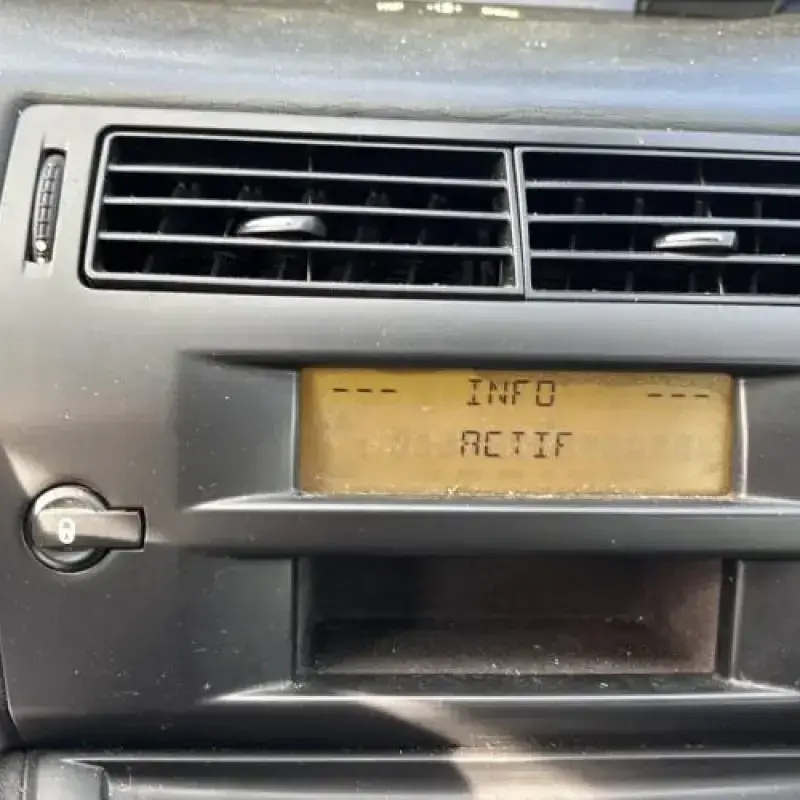 --- INFO ---
ACTIF